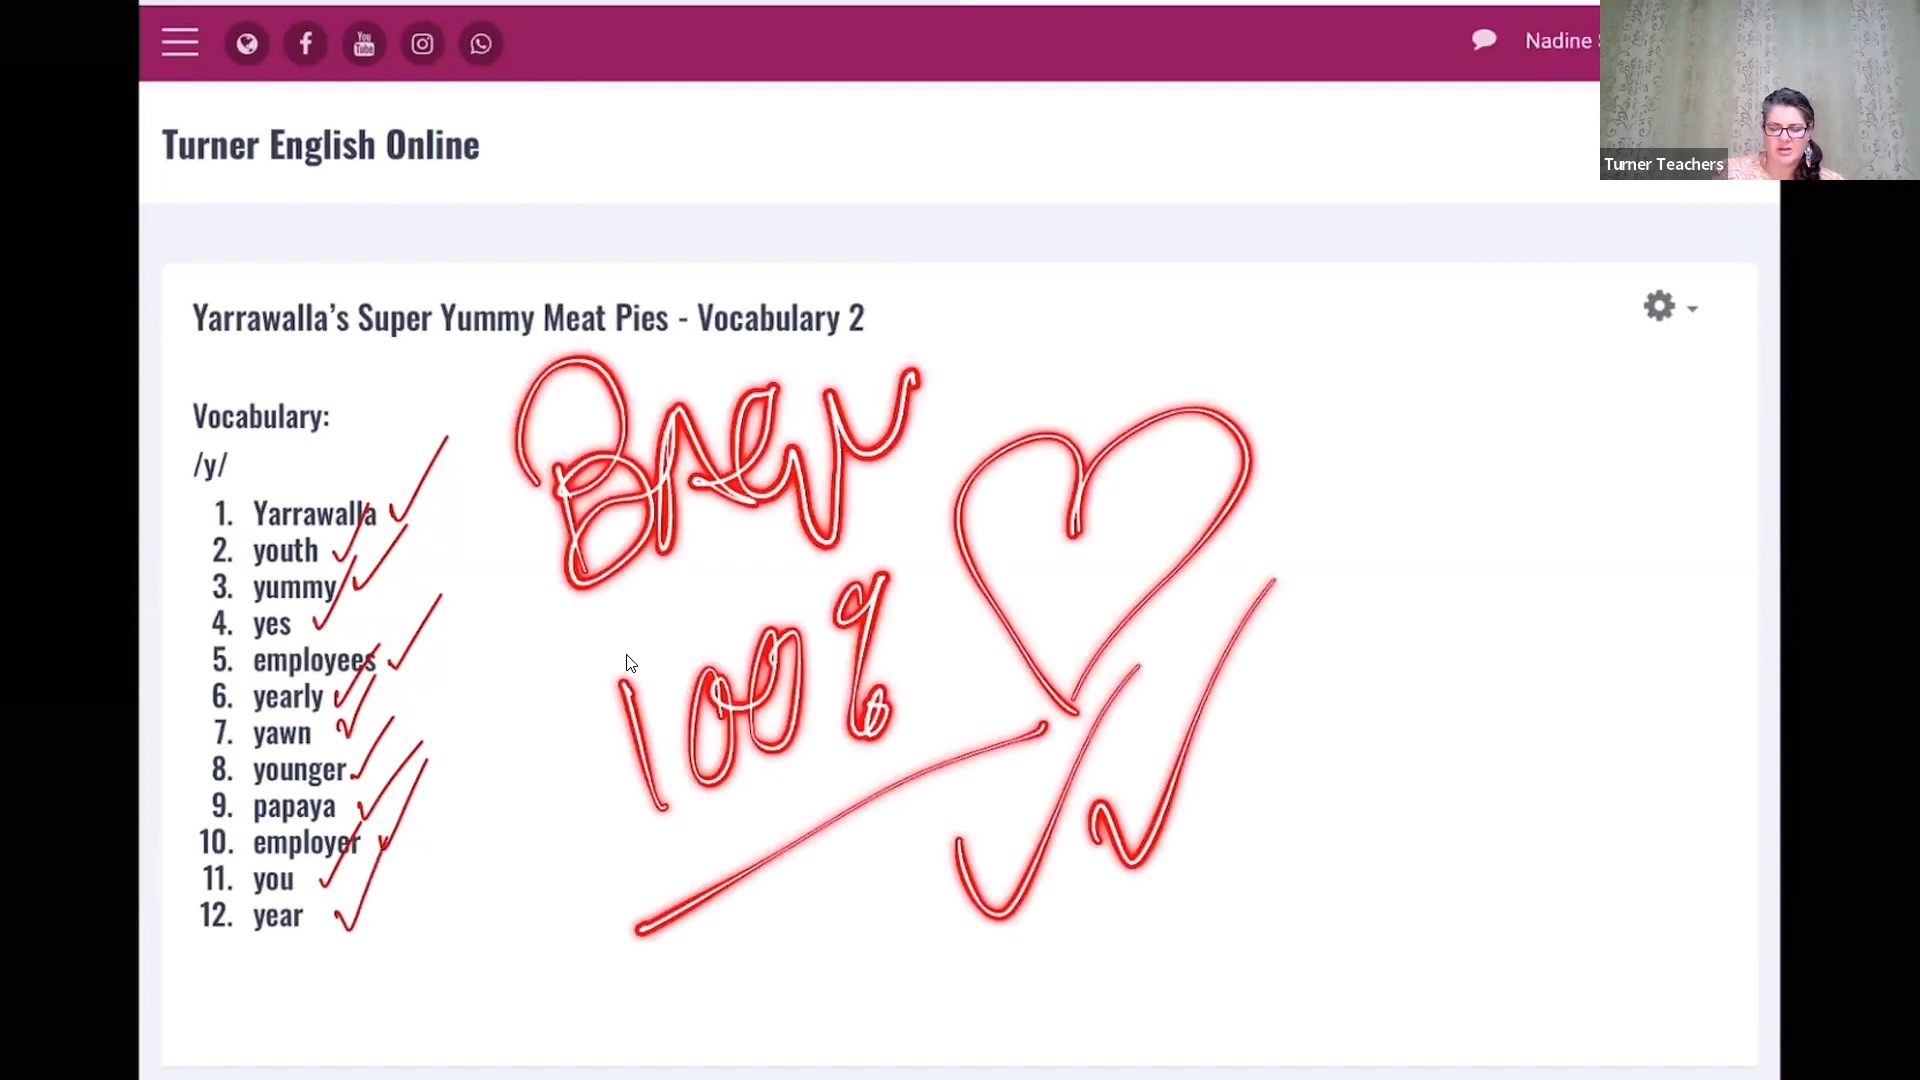 Nadine
Turner Teachers
Turner English Online
Yarrawalla's Super Yummy Meat Pies - Vocabulary 2
Vocabulary:
/y/
1. Yarrawalla
2. youth
3. yummy
4. yes
5. employees
6. yearly
7. yawn
8. younger
9. papaya
10. employer
11. you
12. year
100%